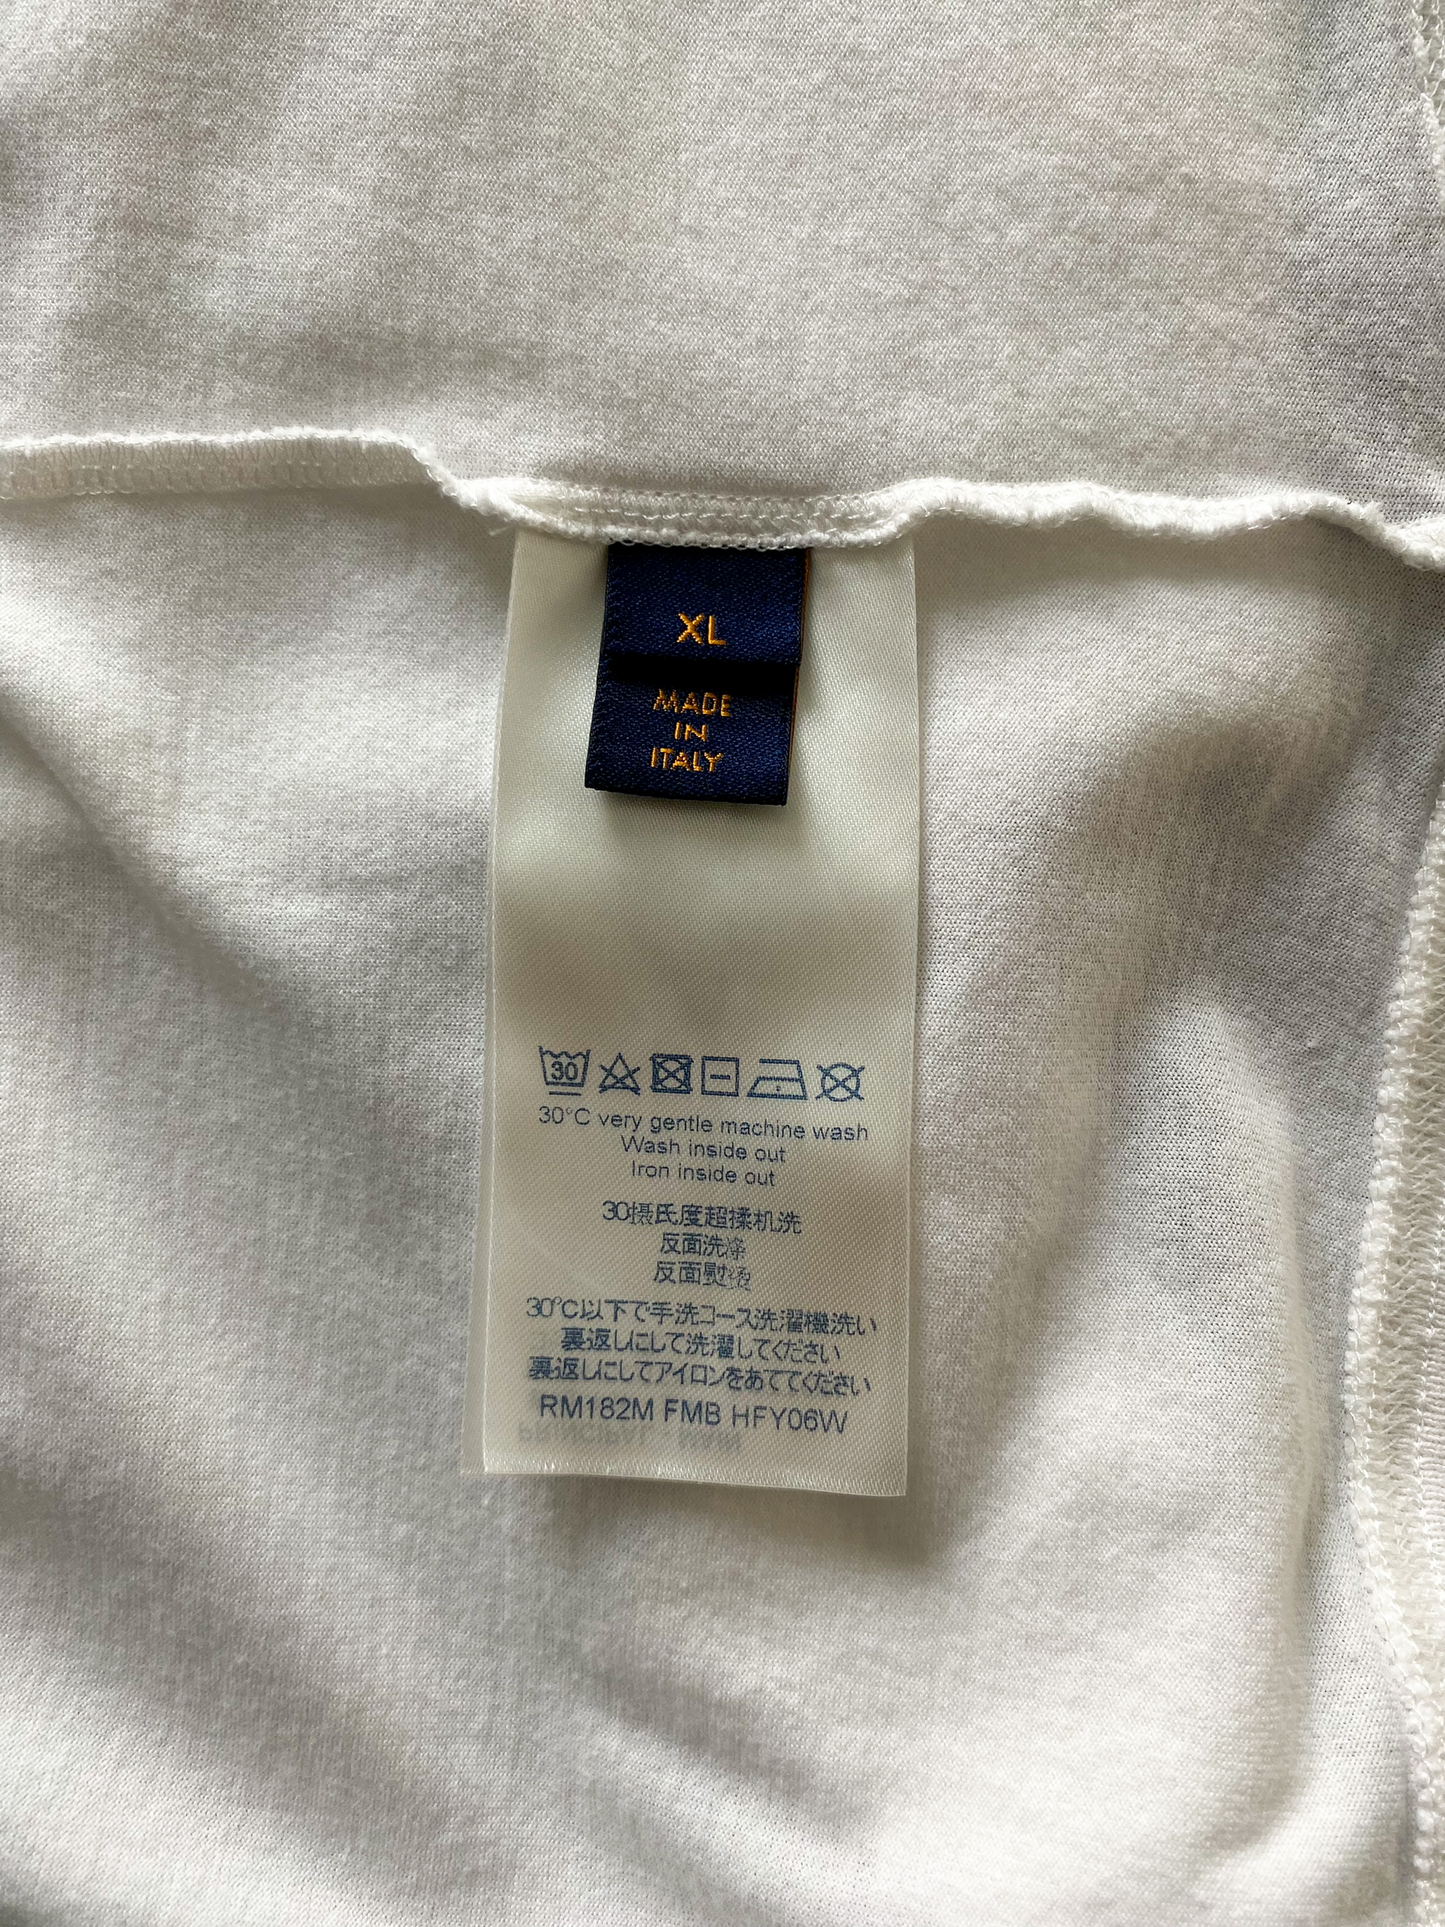 XL
MADE
IN
ITALY
30
30°C very gentle machine wash
Wash inside out
Iron inside out
30摄氏度超揉机洗
反面洗涤
反面熨烫
30°C以下で手洗コース洗濯機洗い
裏返しにして洗濯してください
裏返しにしてアイロンをあててください
RM182M FMB HFY06W
PRINCIPAL - MAIN